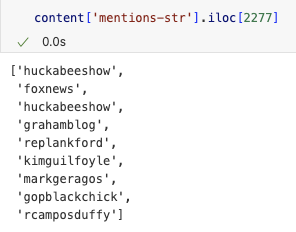 content['mentions-str'].iloc[2277]
✓ 0.0s
['huckabeeshow',
'foxnews',
'huckabeeshow',
'grahamblog',
'replankford',
'kimguilfoyle',
'markgeragos',
'gopblackchick',
'rcamposduffy']